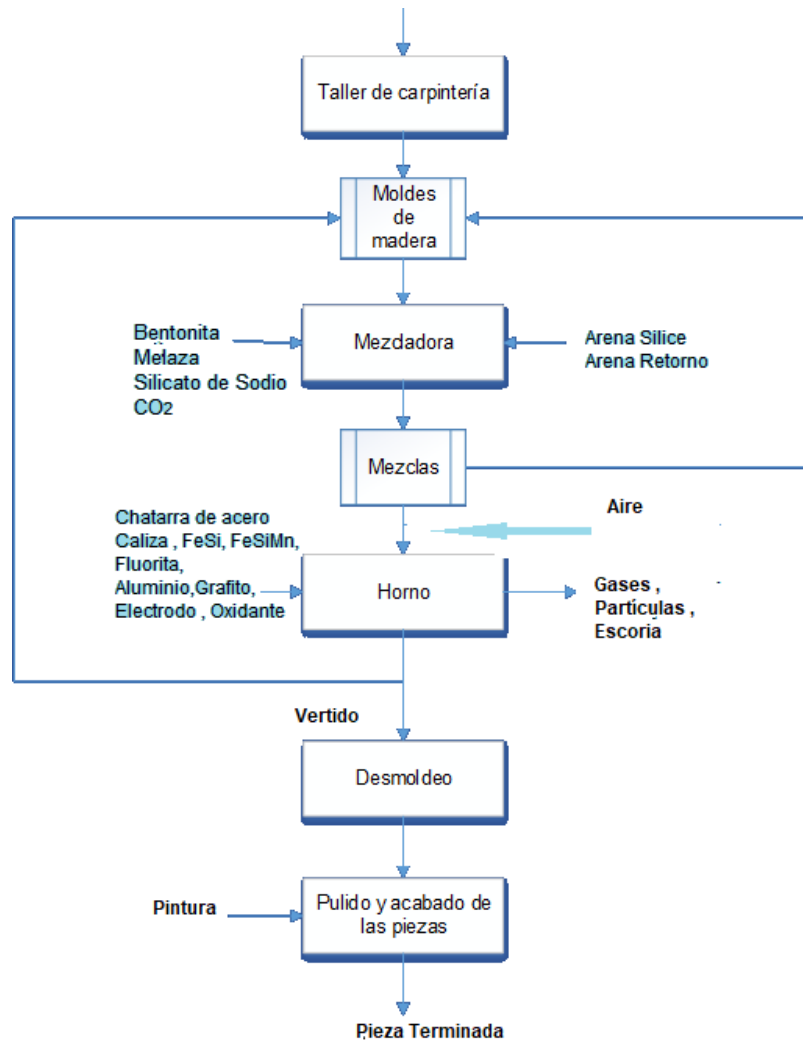 Taller de carpintería
Moldes
de
madera
Bentonita
Melaza
Silicato de Sodio
CO2
Mezcladora
Arena Silice
Arena Retorno
Mezclas
Aire
Chatarra de acero
Caliza , FeSi, FeSiMn,
Fluorita,
Aluminio,Grafito,
Electrodo , Oxidante
Horno
Gases ,
Partículas ,
Escoria
Vertido
Desmoldeo
Pintura
Pulido y acabado de
las piezas
Pieza Terminada